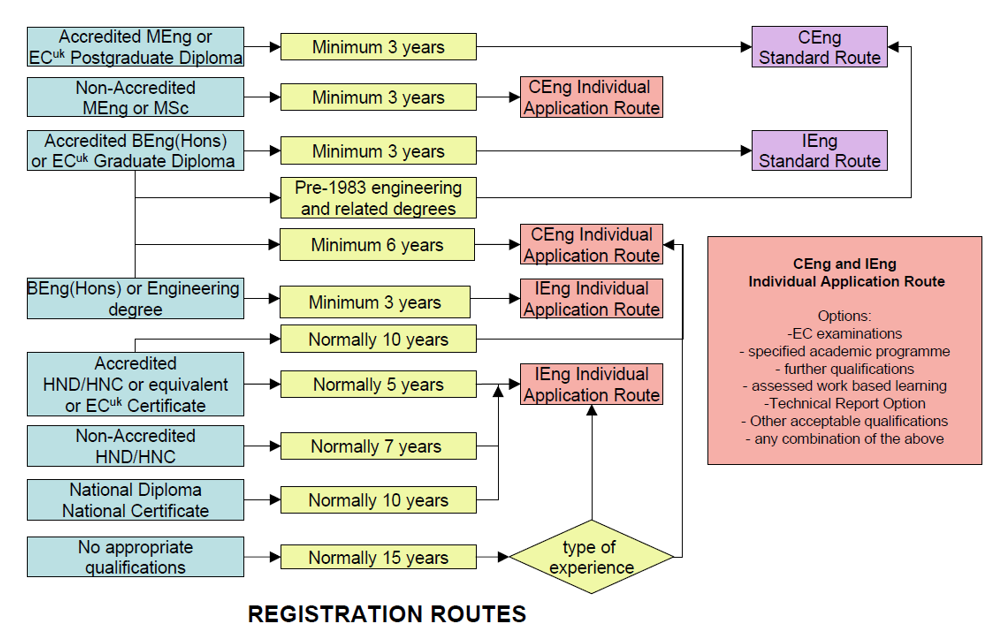 Accredited MEng or
ECuk Postgraduate Diploma
Minimum 3 years
CEng
Standard Route
Non-Accredited
MEng or MSc
Minimum 3 years
CEng Individual
Application Route
Accredited BEng(Hons)
or ECuk Graduate Diploma
Minimum 3 years
IEng
Standard Route
Pre-1983 engineering
and related degrees
Minimum 6 years
CEng Individual
Application Route
BEng(Hons) or Engineering
degree
Minimum 3 years
IEng Individual
Application Route
Normally 10 years
Accredited
HND/HNC or equivalent
or ECuk Certificate
Normally 5 years
IEng Individual
Application Route
Non-Accredited
HND/HNC
Normally 7 years
National Diploma
National Certificate
Normally 10 years
No appropriate
qualifications
Normally 15 years
type of
experience
CEng and IEng
Individual Application Route
Options:
-EC examinations
- specified academic programme
- further qualifications
- assessed work based learning
-Technical Report Option
- Other acceptable qualifications
- any combination of the above
REGISTRATION ROUTES